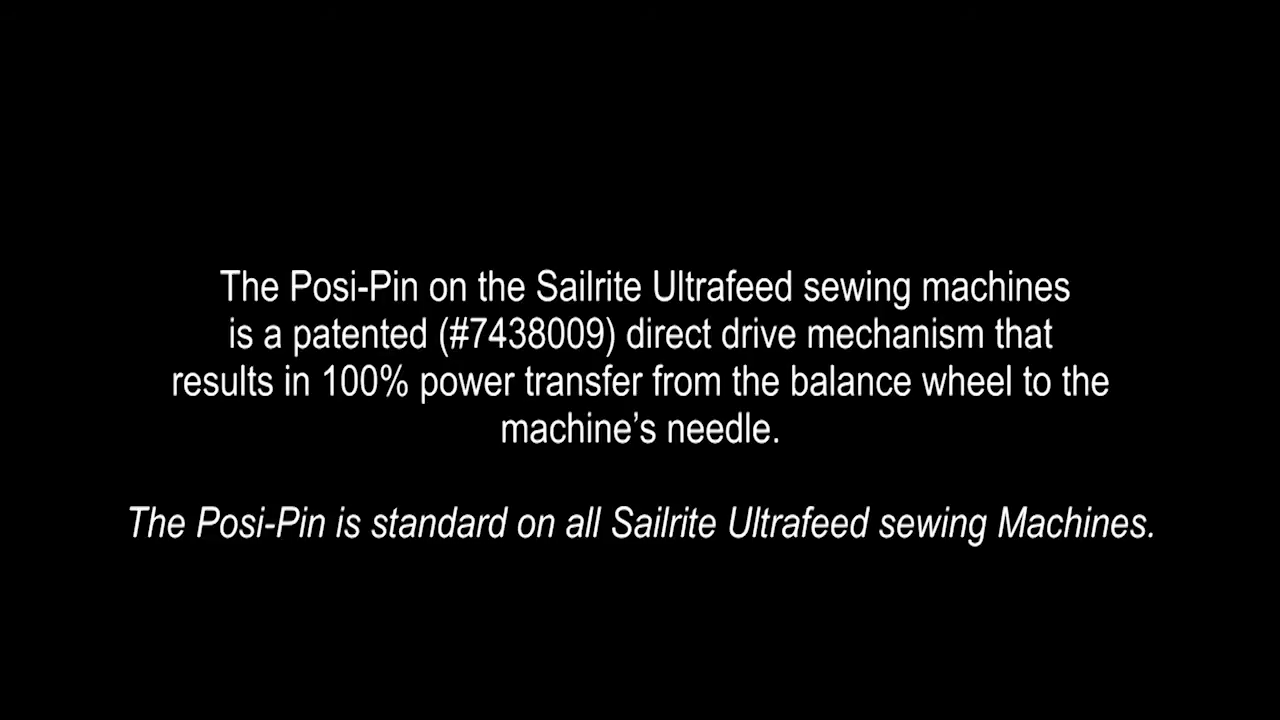 The Posi-Pin on the Sailrite Ultrafeed sewing machines
is a patented (#7438009) direct drive mechanism that
results in 100% power transfer from the balance wheel to the
machine’s needle.
The Posi-Pin is standard on all Sailrite Ultrafeed sewing Machines.